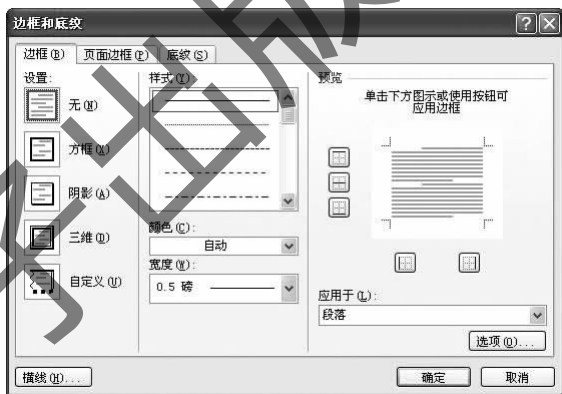 边框和底纹
边框(B) 页面边框(P) 底纹(S)
设置:
无(N)
方框(X)
阴影(A)
三维(D)
自定义(U)
样式(Y):
颜色(C):
自动
宽度(W):
0.5 磅
预览
单击下方图示或使用按钮可
应用边框
应用于(L):
段落
选项(O)...
横线(H)...
确定 取消